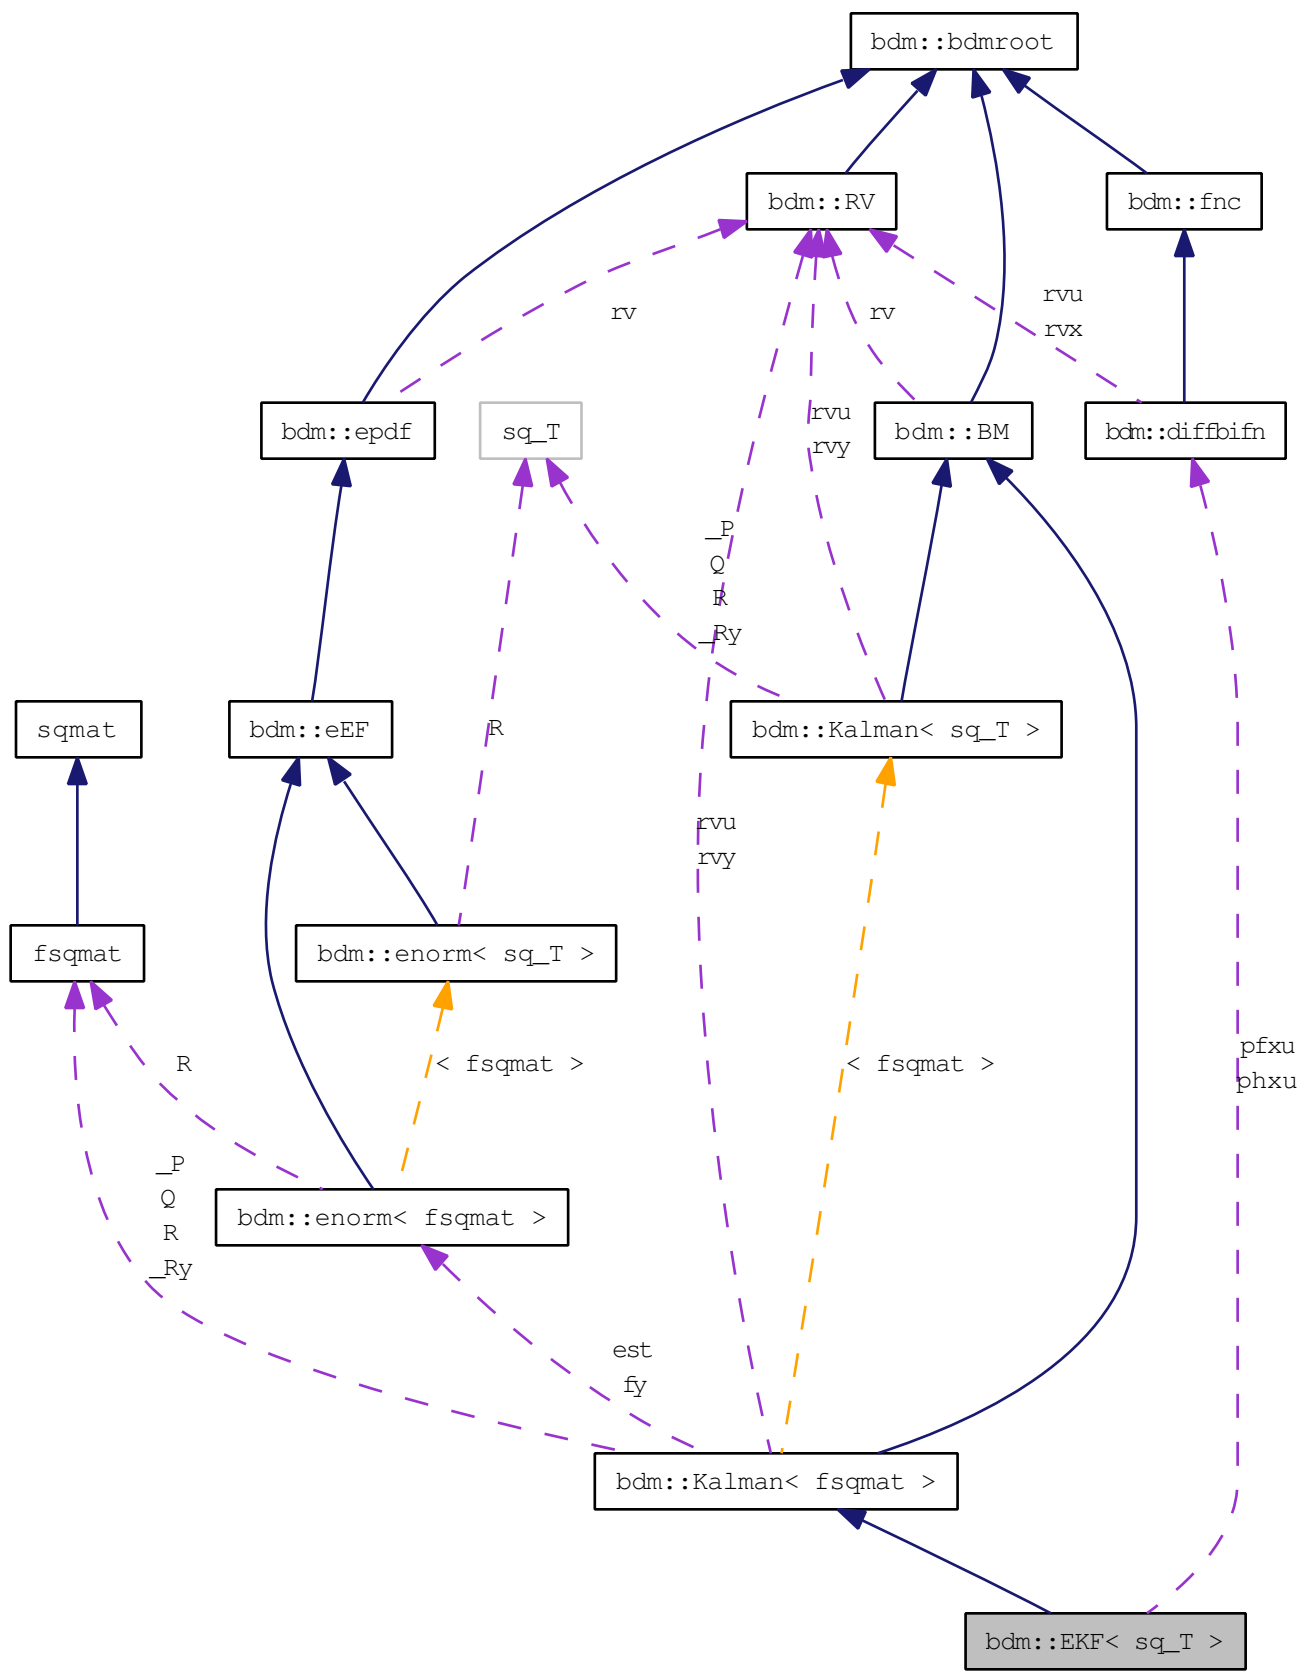 bdm::bdmroot
bdm::RV
bdm::fnc
rvu
rv
rv
rvx
rvu
bdm::epdf
sq_T
bdm::BM
bdm::diffbifn
rvy
_P
Q
R
_Ry
sqmat
bdm::eEF
R
bdm::Kalman< sq_T >
rvu
rvy
fsqmat
bdm::enorm< sq_T >
pfxu
R
< fsqmat >
< fsqmat >
phxu
_P
Q
bdm::enorm< fsqmat >
R
_Ry
est
fy
bdm::Kalman< fsqmat >
bdm::EKF< sq_T >